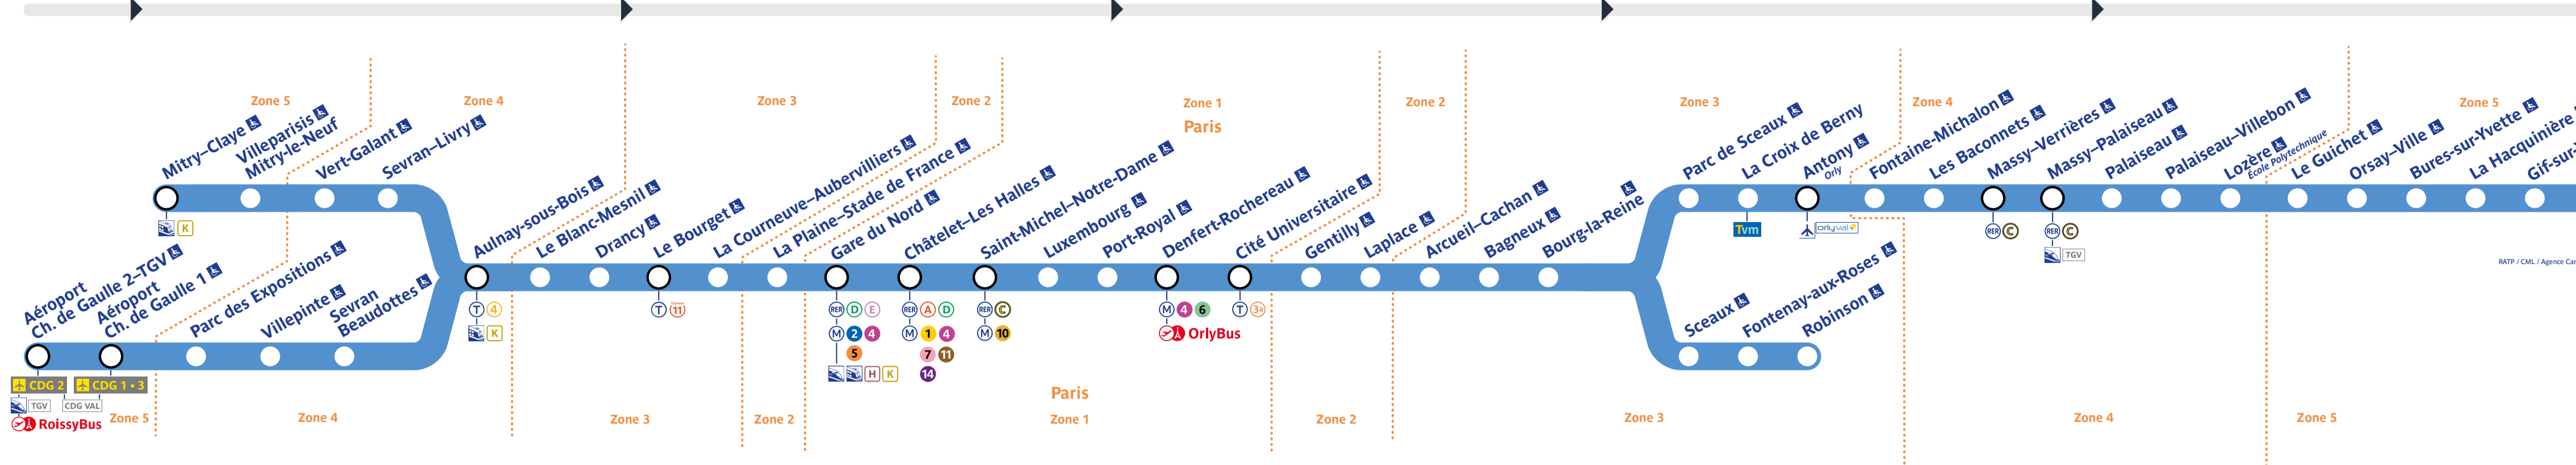 Zone 5
Zone 4
Zone 3
Zone 2
Zone 1
Paris
Zone 2
Zone 3
Zone 4
Zone 5
Mitry–Claye
Villeparisis
Mitry-le-Neuf
Vert-Galant
Sevran–Livry
K
Aéroport
Ch. de Gaulle 2–TGV
Aéroport
Ch. de Gaulle 1
Parc des Expositions
Villepinte
Sevran
Beaudottes
CDG 2
CDG 1 • 3
TGV
CDG VAL
RoissyBus
Aulnay-sous-Bois
T 4
K
Le Blanc-Mesnil
Drancy
Le Bourget
T 11
La Courneuve–Aubervilliers
La Plaine–Stade de France
Gare du Nord
RER D E
M 2 4
5
H K
Châtelet–Les Halles
RER A D
M 1 4
7 11
14
Saint-Michel–Notre-Dame
RER C
M 10
Luxembourg
Port-Royal
Denfert-Rochereau
M 4 6
OrlyBus
Cité Universitaire
T 3a
Gentilly
Laplace
Arcueil–Cachan
Bagneux
Bourg-la-Reine
Parc de Sceaux
La Croix de Berny
Tvm
Antony
Orly
orlyval
Fontaine-Michalon
Les Baconnets
Massy–Verrières
RER C
Massy–Palaiseau
RER C
TGV
Palaiseau
Palaiseau–Villebon
Lozère
École Polytechnique
Le Guichet
Orsay–Ville
Bures-sur-Yvette
La Hacquinière
Gif-sur-
Sceaux
Fontenay-aux-Roses
Robinson
RATP / CML / Agence Car
Zone 5
Zone 4
Zone 3
Zone 2
Paris
Zone 1
Zone 2
Zone 3
Zone 4
Zone 5